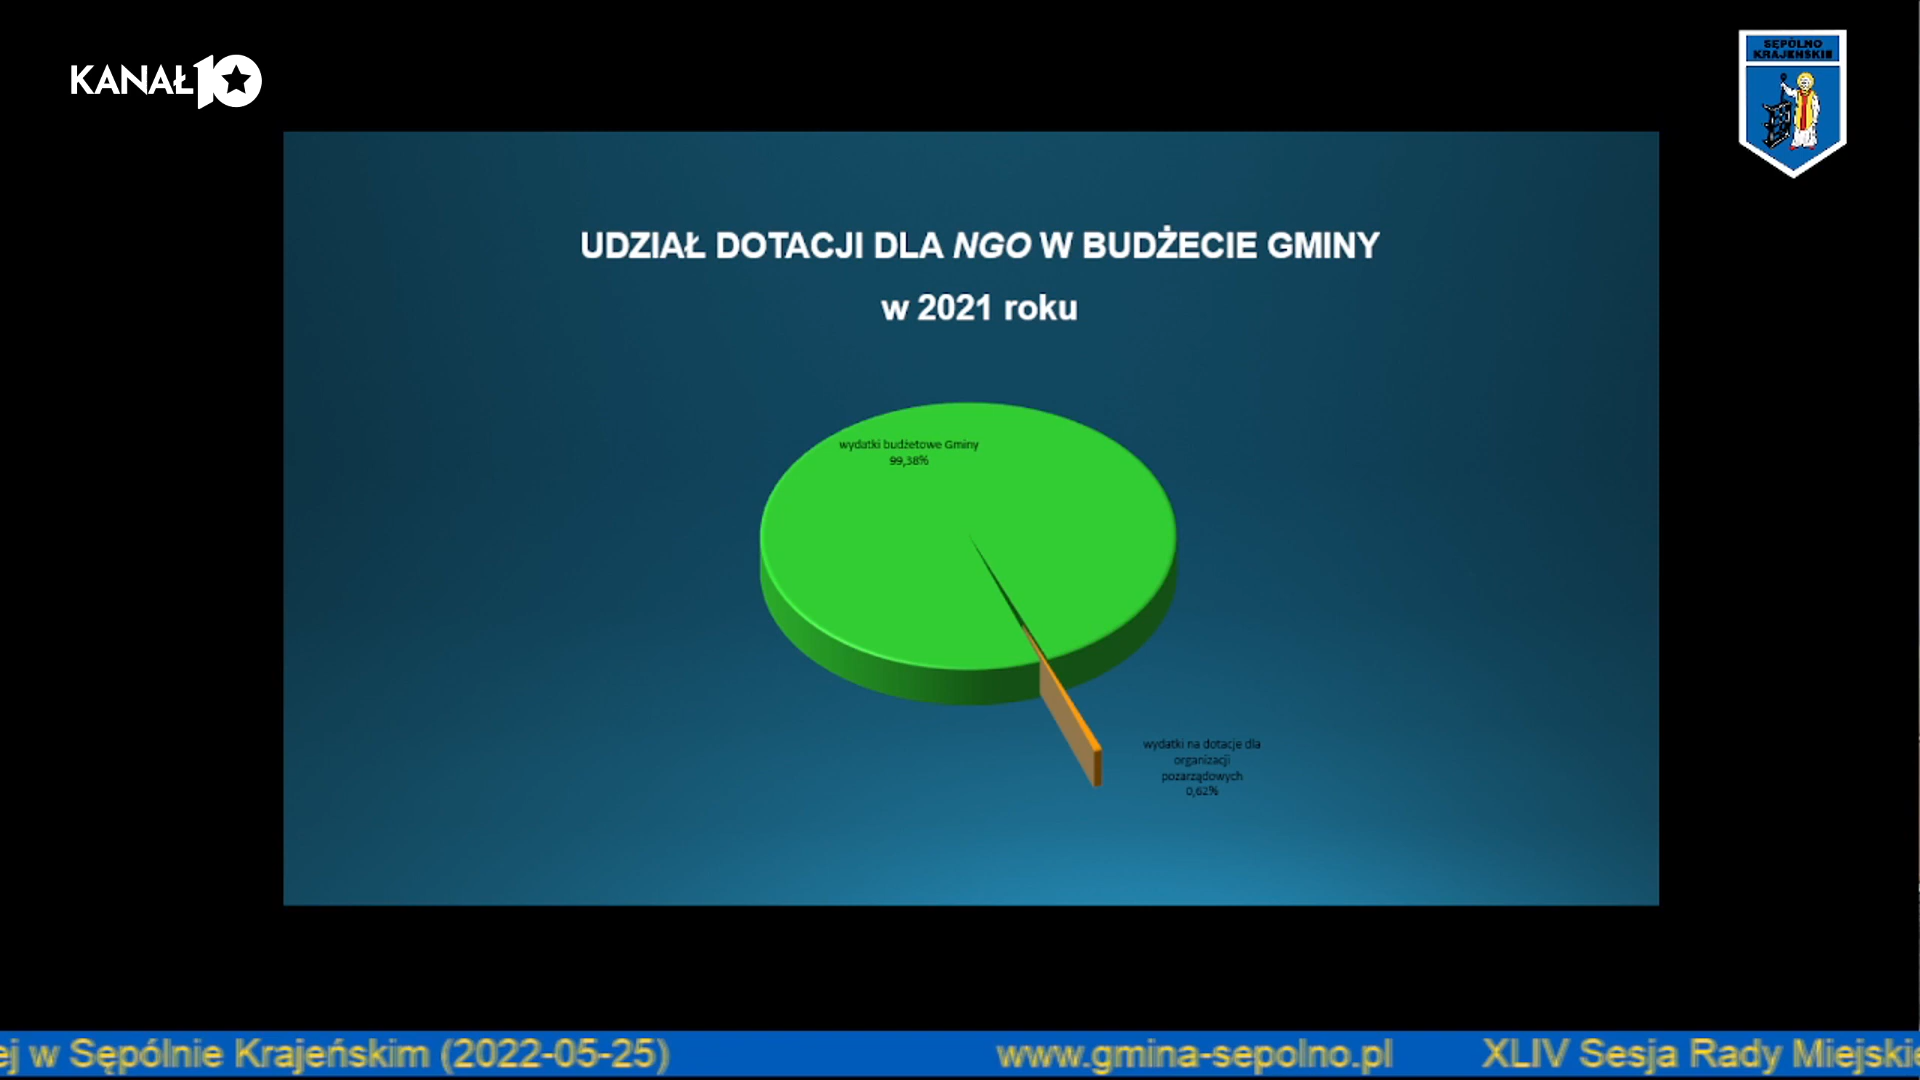 KANAŁ10
SĘPÓLNO
KRAJEŃSKIE
UDZIAŁ DOTACJI DLA NGO W BUDŻECIE GMINY
w 2021 roku
wydatki budżetowe Gminy
99,38%
wydatki na dotacje dla
organizacji
pozarządowych
0,62%
ej w Sępólnie Krajeńskim (2022-05-25) www.gmina-sepolno.pl XLIV Sesja Rady Miejskie